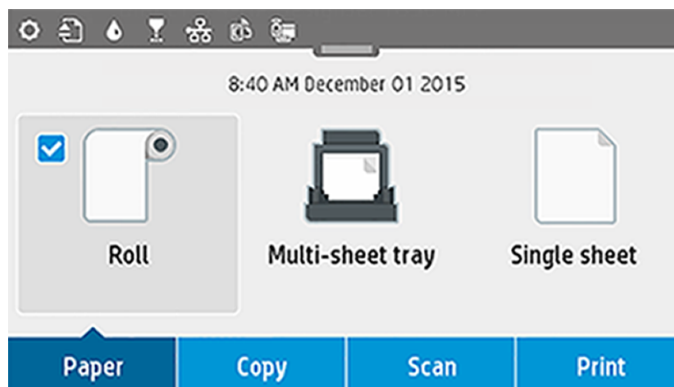 8:40 AM December 01 2015
Roll Multi-sheet tray Single sheet
Paper Copy Scan Print